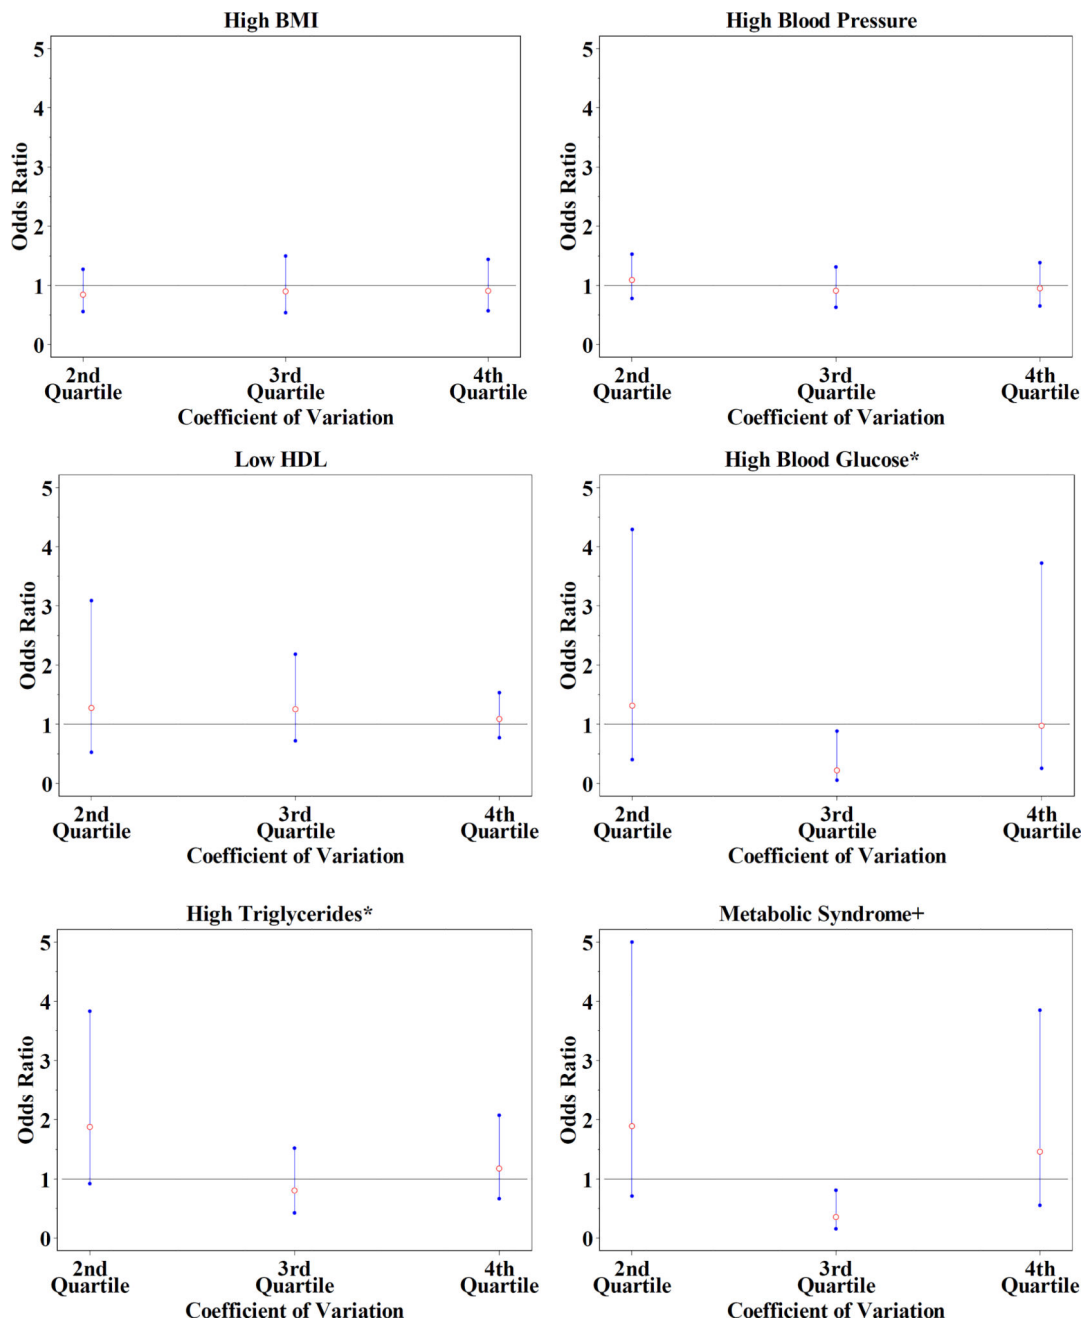 High BMI
5
4
3
2
1
0
Odds Ratio
2nd Quartile
3rd Quartile
4th Quartile
Coefficient of Variation
High Blood Pressure
5
4
3
2
1
0
Odds Ratio
2nd Quartile
3rd Quartile
4th Quartile
Coefficient of Variation
Low HDL
5
4
3
2
1
0
Odds Ratio
2nd Quartile
3rd Quartile
4th Quartile
Coefficient of Variation
High Blood Glucose*
5
4
3
2
1
0
Odds Ratio
2nd Quartile
3rd Quartile
4th Quartile
Coefficient of Variation
High Triglycerides*
5
4
3
2
1
0
Odds Ratio
2nd Quartile
3rd Quartile
4th Quartile
Coefficient of Variation
Metabolic Syndrome+
5
4
3
2
1
0
Odds Ratio
2nd Quartile
3rd Quartile
4th Quartile
Coefficient of Variation